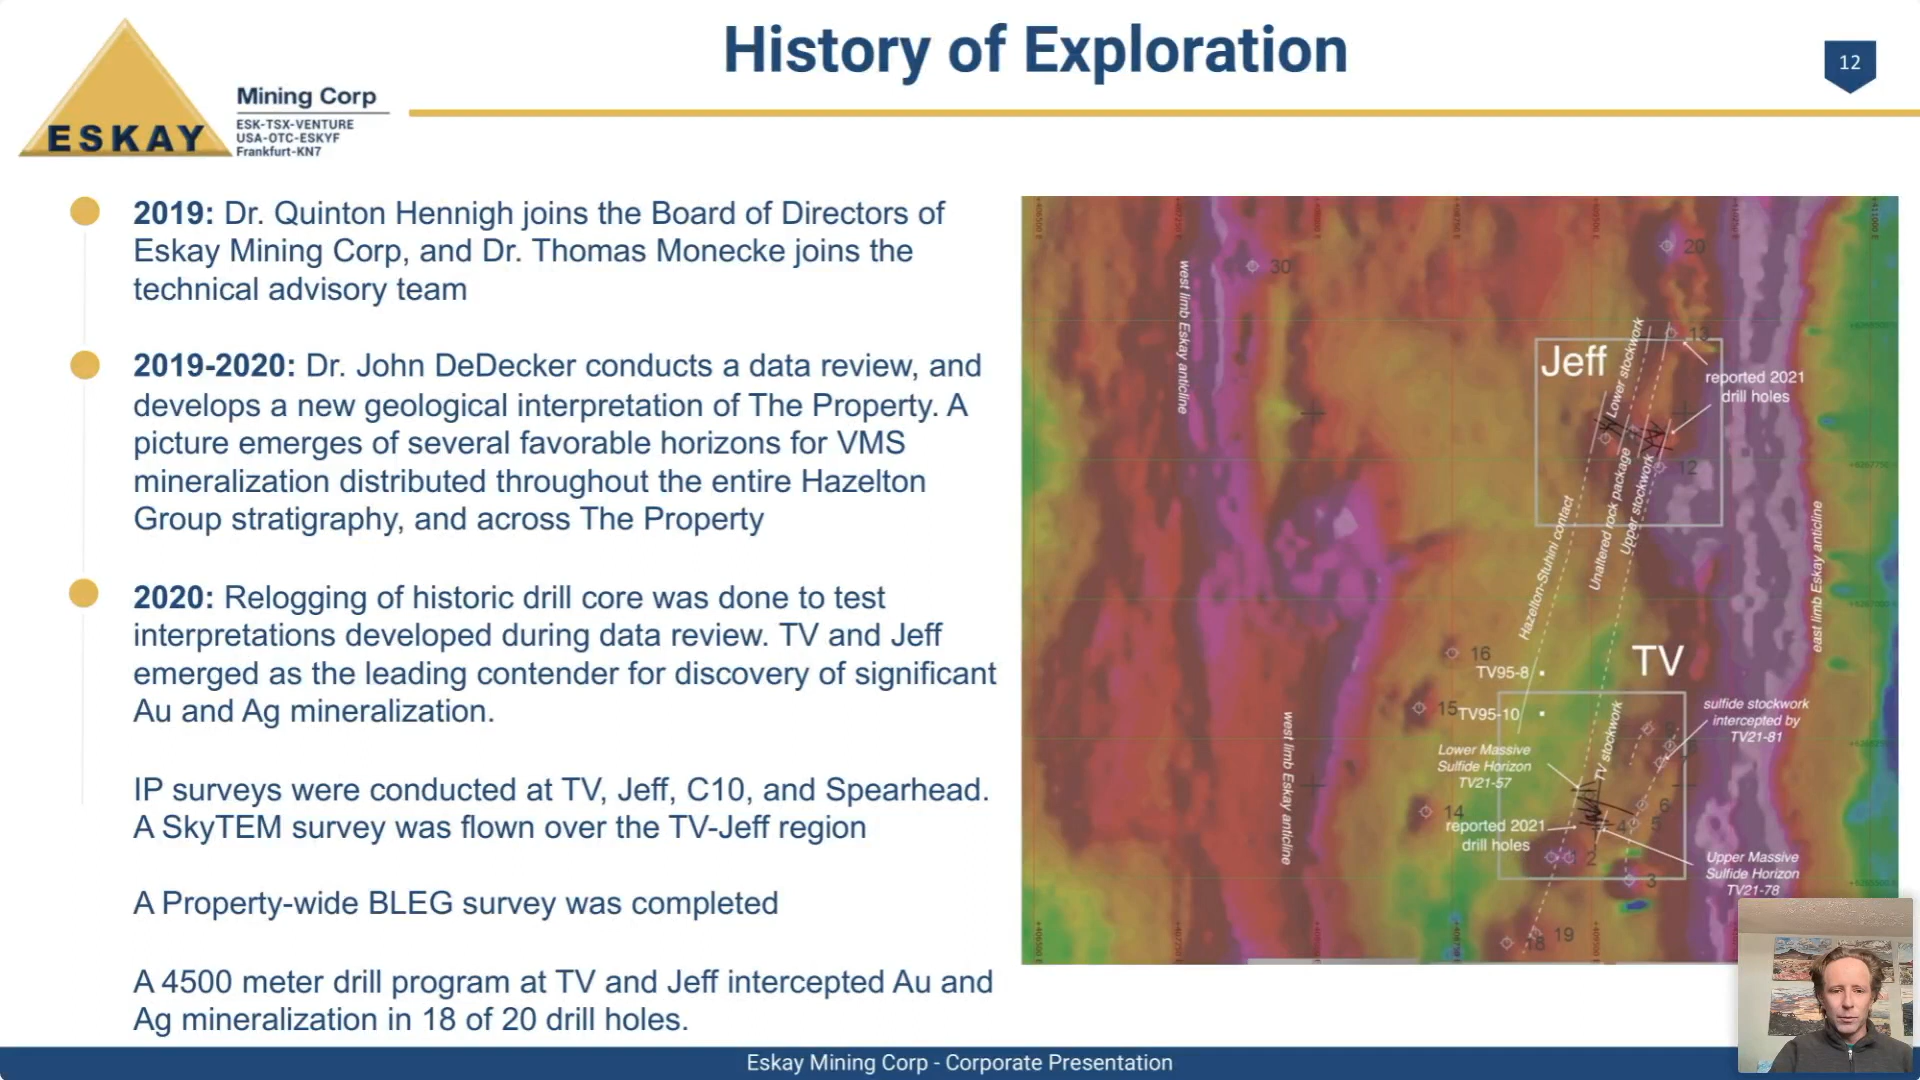 History of Exploration
12
ESKAY
Mining Corp
ESK-TSX-VENTURE
USA-OTC-ESKYF
Frankfurt-KN7
2019: Dr. Quinton Hennigh joins the Board of Directors of
Eskay Mining Corp, and Dr. Thomas Monecke joins the
technical advisory team
2019-2020: Dr. John DeDecker conducts a data review, and
develops a new geological interpretation of The Property. A
picture emerges of several favorable horizons for VMS
mineralization distributed throughout the entire Hazelton
Group stratigraphy, and across The Property
2020: Relogging of historic drill core was done to test
interpretations developed during data review. TV and Jeff
emerged as the leading contender for discovery of significant
Au and Ag mineralization.
IP surveys were conducted at TV, Jeff, C10, and Spearhead.
A SkyTEM survey was flown over the TV-Jeff region
A Property-wide BLEG survey was completed
A 4500 meter drill program at TV and Jeff intercepted Au and
Ag mineralization in 18 of 20 drill holes.
20
30
west limb Eskay anticline
13
Jeff
Lower stockwork
reported 2021
drill holes
12
Unaltered rock package
Upper stockwork
Hazelton-Stuhini contact
east limb Eskay anticline
16
TV
TV95-8
15
TV95-10
sulfide stockwork
intercepted by
TV21-81
TV stockwork
Lower Massive
Sulfide Horizon
TV21-57
west limb Eskay anticline
14
6
5
4
reported 2021
drill holes
1
2
3
Upper Massive
Sulfide Horizon
TV21-78
18
19
Eskay Mining Corp - Corporate Presentation